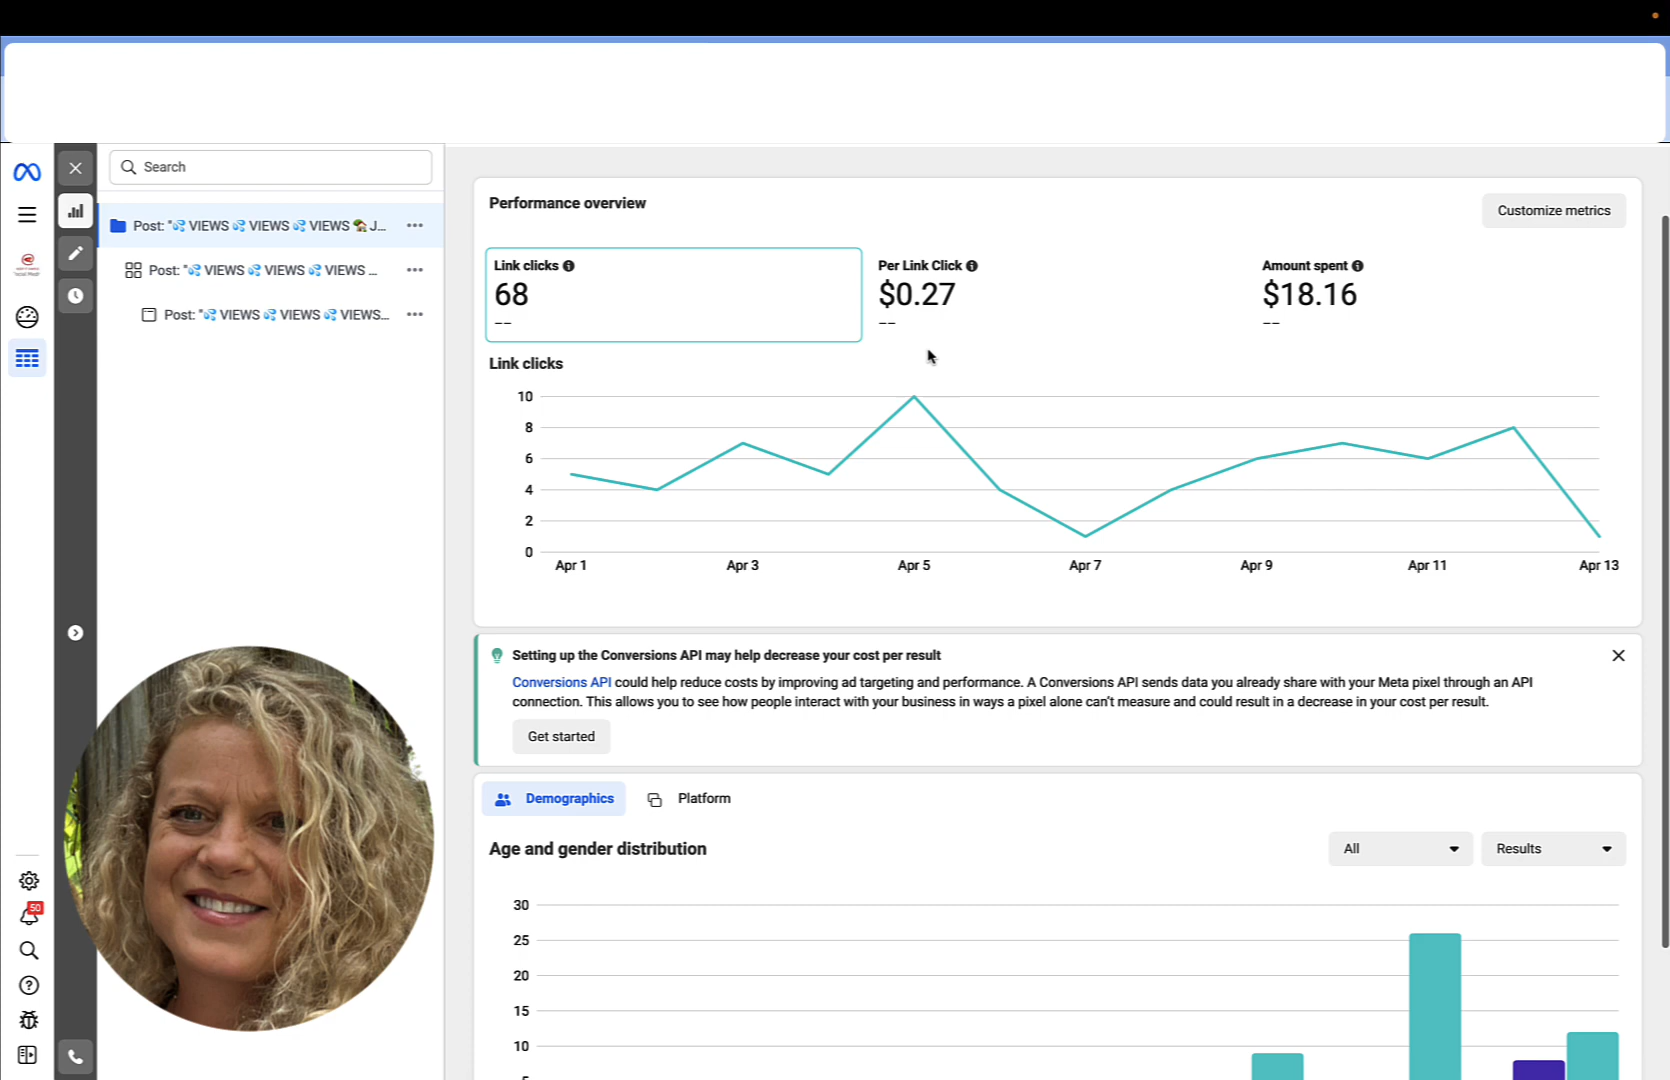 Search
Post: "💦 VIEWS 💦 VIEWS 💦 VIEWS 🏡 J...
Post: "💦 VIEWS 💦 VIEWS 💦 VIEWS ...
Post: "💦 VIEWS 💦 VIEWS 💦 VIEWS...
50
Performance overview
Customize metrics
Link clicks
68
--
Per Link Click
$0.27
--
Amount spent
$18.16
--
Link clicks
10
8
6
4
2
0
Apr 1 Apr 3 Apr 5 Apr 7 Apr 9 Apr 11 Apr 13
Setting up the Conversions API may help decrease your cost per result
Conversions API could help reduce costs by improving ad targeting and performance. A Conversions API sends data you already share with your Meta pixel through an API
connection. This allows you to see how people interact with your business in ways a pixel alone can't measure and could result in a decrease in your cost per result.
Get started
Demographics Platform
Age and gender distribution
All Results
30
25
20
15
10